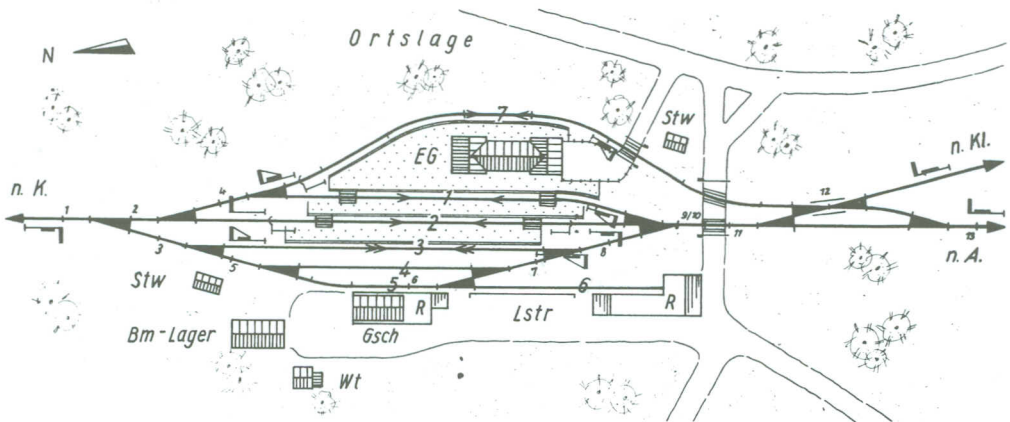 Ortslage
N
7
Stw
EG
n. Kl.
4
1
12
n. K.
1
2
2
9/10
11
13
3
3
8
n. A.
5
4
7
Stw
5
6
6
R
Lstr
R
Bm-Lager
Gsch
Wt